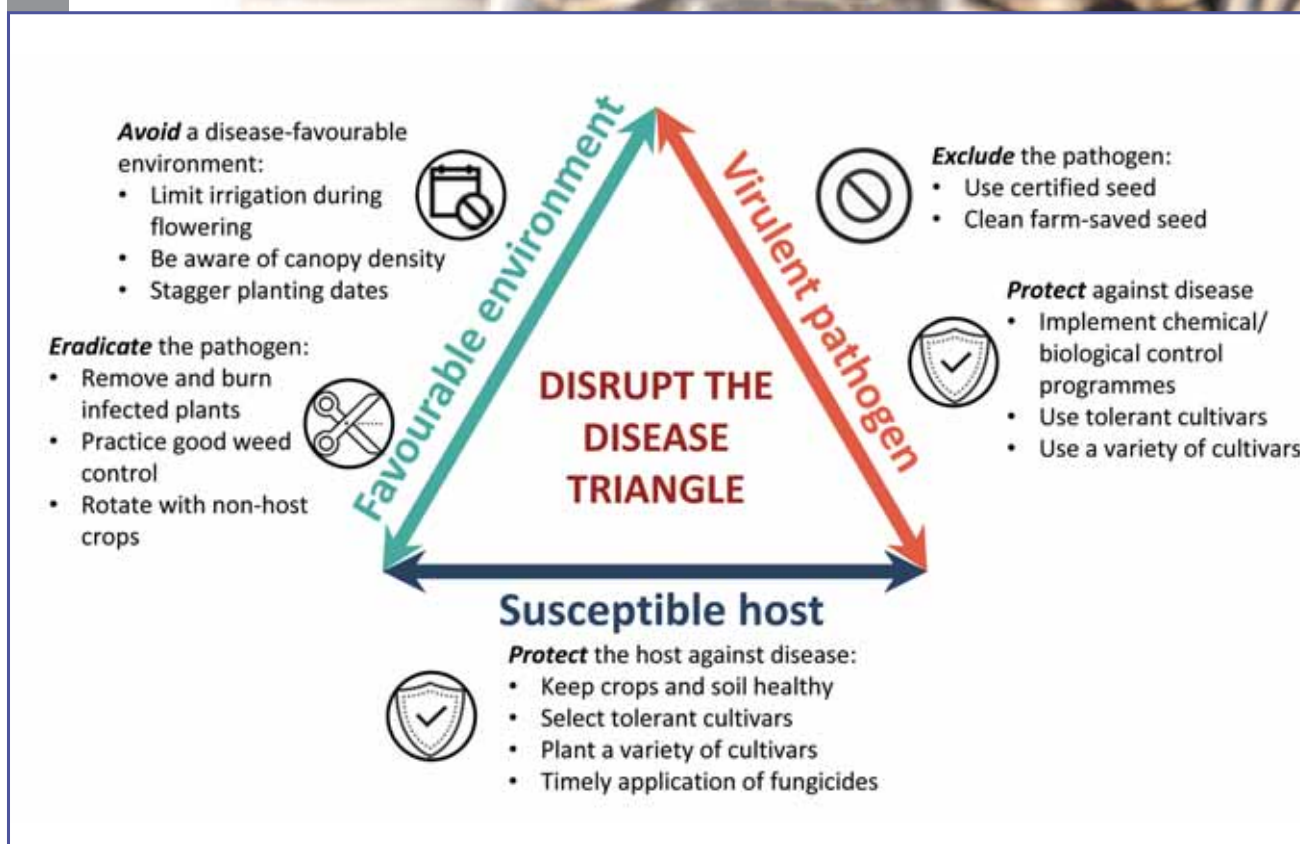 Avoid a disease-favourable
environment:
• Limit irrigation during
flowering
• Be aware of canopy density
• Stagger planting dates
Eradicate the pathogen:
• Remove and burn
infected plants
• Practice good weed
control
• Rotate with non-host
crops
Favourable environment
Virulent pathogen
DISRUPT THE
DISEASE
TRIANGLE
Exclude the pathogen:
• Use certified seed
• Clean farm-saved seed
Protect against disease
• Implement chemical/
biological control
programmes
• Use tolerant cultivars
• Use a variety of cultivars
Susceptible host
Protect the host against disease:
• Keep crops and soil healthy
• Select tolerant cultivars
• Plant a variety of cultivars
• Timely application of fungicides